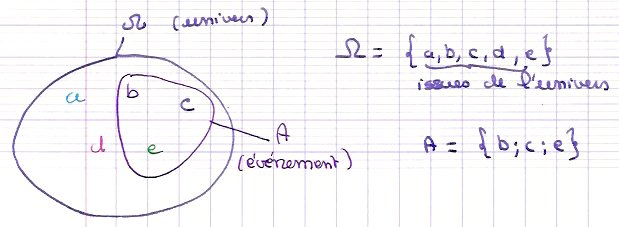 Ω (univers)
Ω = {a, b, c, d, e}
issues de l'univers
a
b
c
d
e
A
(événement)
A = {b; c; e}